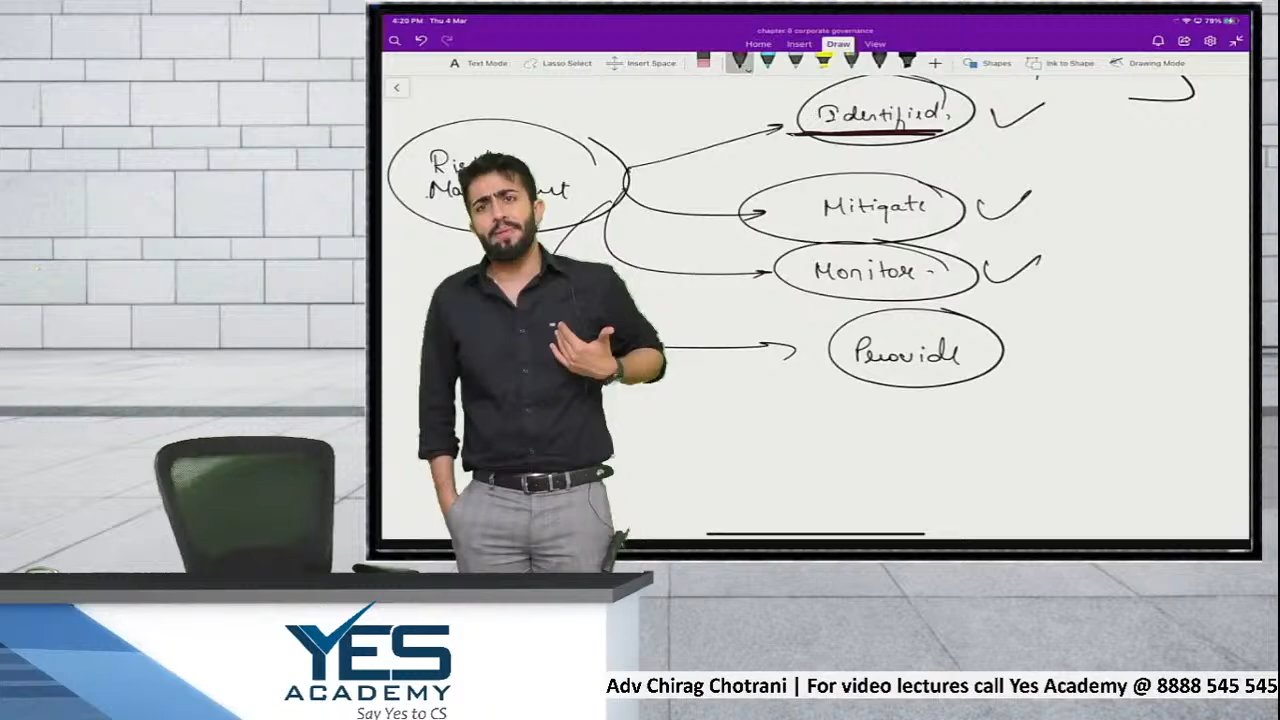 4:20 PM Thu 4 Mar
79%
chapter 8 corporate governance
Home Insert Draw View
Text Mode Lasso Select Insert Space Shapes Ink to Shape Drawing Mode
Identified.
Mitigate
Monitor
Provide
YES
ACADEMY
Say Yes to CS
Adv Chirag Chotrani | For video lectures call Yes Academy @ 8888 545 545